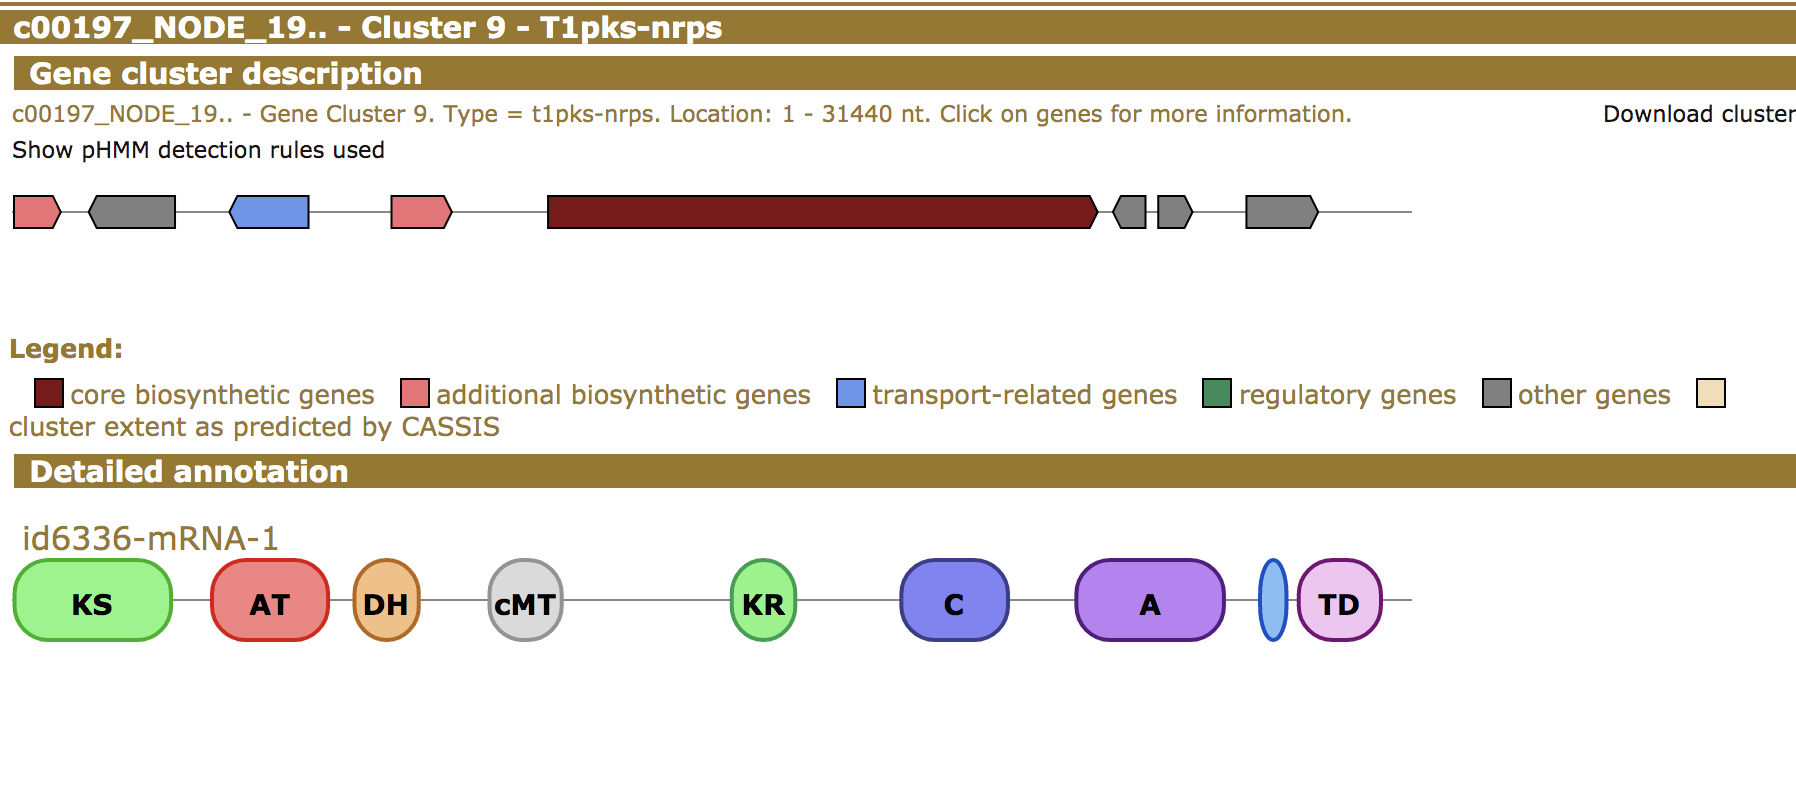 c00197_NODE_19.. - Cluster 9 - T1pks-nrps
Gene cluster description
c00197_NODE_19.. - Gene Cluster 9. Type = t1pks-nrps. Location: 1 - 31440 nt. Click on genes for more information. Download cluster
Show pHMM detection rules used
Legend:
core biosynthetic genes additional biosynthetic genes transport-related genes regulatory genes other genes
cluster extent as predicted by CASSIS
Detailed annotation
id6336-mRNA-1
KS AT DH cMT KR C A TD